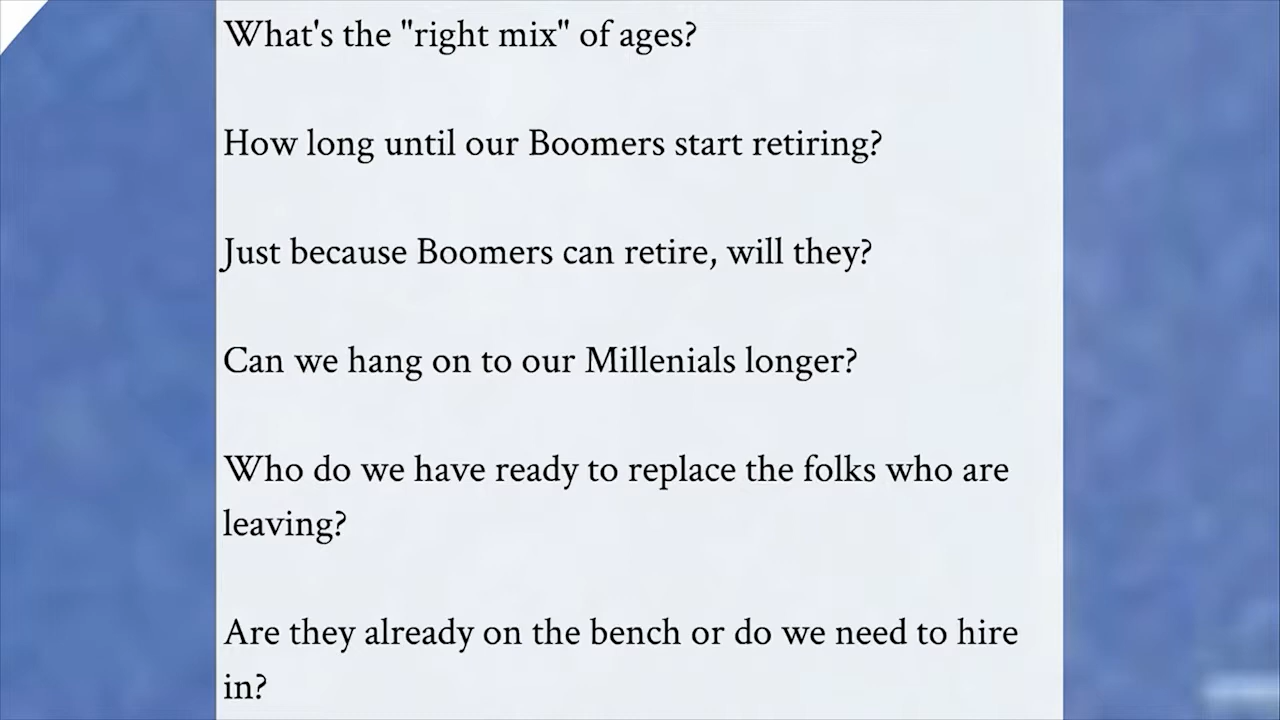 What's the "right mix" of ages?
How long until our Boomers start retiring?
Just because Boomers can retire, will they?
Can we hang on to our Millenials longer?
Who do we have ready to replace the folks who are
leaving?
Are they already on the bench or do we need to hire
in?